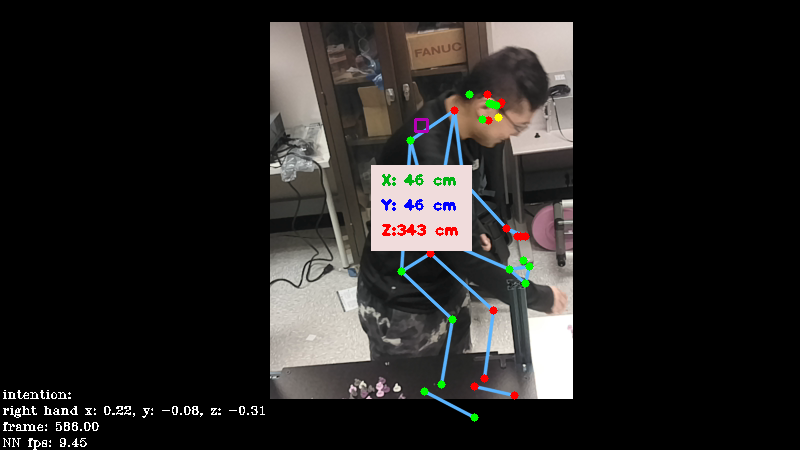 FANUC
X: 46 cm
Y: 46 cm
Z:343 cm
intention:
right hand x: 0.22, y: -0.08, z: -0.31
frame: 586.00
NN fps: 9.45